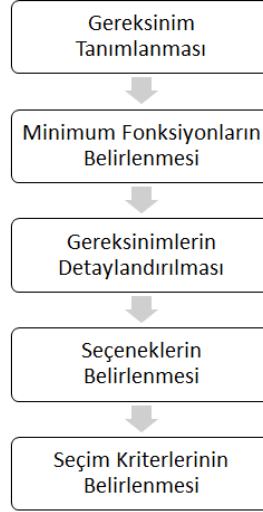 Gereksinim
Tanımlanması
Minimum Fonksiyonların
Belirlenmesi
Gereksinimlerin
Detaylandırılması
Seçeneklerin
Belirlenmesi
Seçim Kriterlerinin
Belirlenmesi